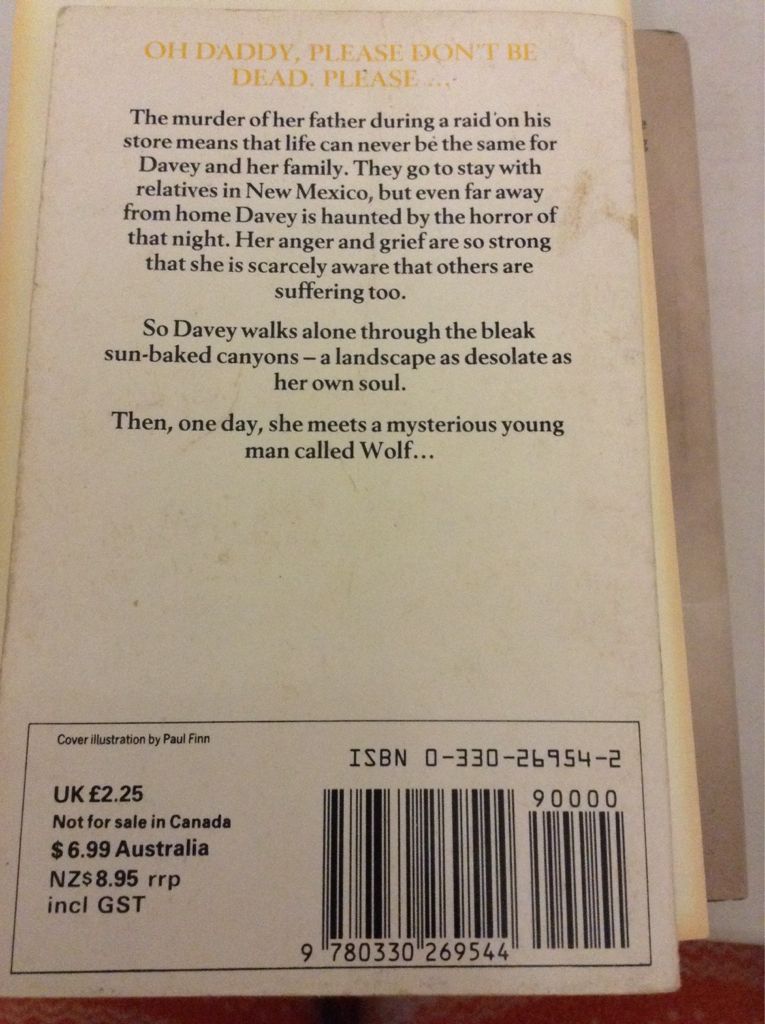 OH DADDY, PLEASE DON'T BE
DEAD. PLEASE ...
The murder of her father during a raid on his
store means that life can never be the same for
Davey and her family. They go to stay with
relatives in New Mexico, but even far away
from home Davey is haunted by the horror of
that night. Her anger and grief are so strong
that she is scarcely aware that others are
suffering too.
So Davey walks alone through the bleak
sun-baked canyons – a landscape as desolate as
her own soul.
Then, one day, she meets a mysterious young
man called Wolf...
Cover illustration by Paul Finn
ISBN 0-330-26954-2
UK £2.25
Not for sale in Canada
$6.99 Australia
NZ$8.95 rrp
incl GST
90000
9 780330 269544